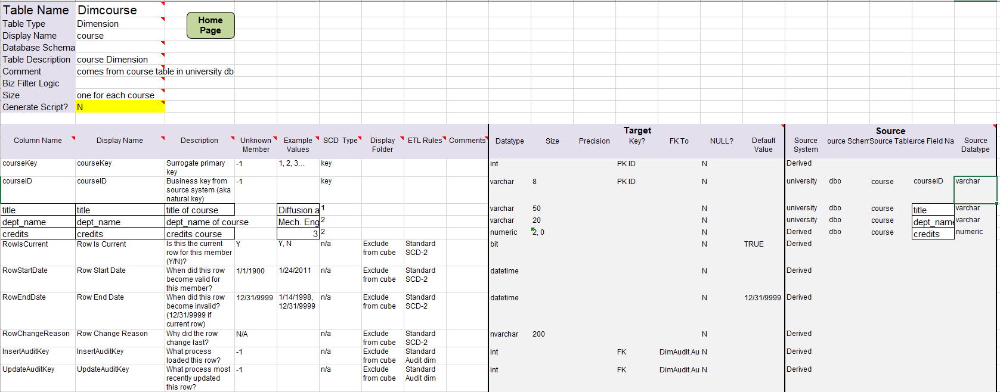 Table Name Dimcourse
Home
Page
Table Type Dimension
Display Name course
Database Schema
Table Description course Dimension
Comment comes from course table in university db
Biz Filter Logic
Size one for each course
Generate Script? N
Target Source
Column Name Display Name Description Unknown Member Example Values SCD Type Display Folder ETL Rules Comments Datatype Size Precision Key? FK To NULL? Default Value Source System ource Schem Source Table rce Field Na Source Datatype
courseKey courseKey Surrogate primary key -1 1, 2, 3... key int PK ID N Derived
courseID courseID Business key from source system (aka natural key) -1 key varchar 8 PK ID N university dbo course courseID varchar
title title title of course Diffusion a 1 varchar 50 N university dbo course title varchar
dept_name dept_name dept_name of course Mech. Eng 2 varchar 20 N university dbo course dept_name varchar
credits credits credits course 3 2 numeric 2, 0 N Derived dbo course credits numeric
RowIsCurrent Row Is Current Is this the current row for this member (Y/N)? Y Y, N n/a Exclude from cube Standard SCD-2 bit N TRUE Derived
RowStartDate Row Start Date When did this row become valid for this member? 1/1/1900 1/24/2011 n/a Exclude from cube Standard SCD-2 datetime N Derived
RowEndDate Row End Date When did this row become invalid? (12/31/9999 if current row) 12/31/9999 1/14/1998, 12/31/9999 n/a Exclude from cube Standard SCD-2 datetime N 12/31/9999 Derived
RowChangeReason Row Change Reason Why did the row change last? N/A n/a Exclude from cube Standard SCD-2 nvarchar 200 N Derived
InsertAuditKey InsertAuditKey What process loaded this row? -1 n/a Exclude from cube Standard Audit dim int FK DimAudit.Au N Derived
UpdateAuditKey UpdateAuditKey What process most recently updated this row? -1 n/a Exclude from cube Standard Audit dim int FK DimAudit.Au N Derived